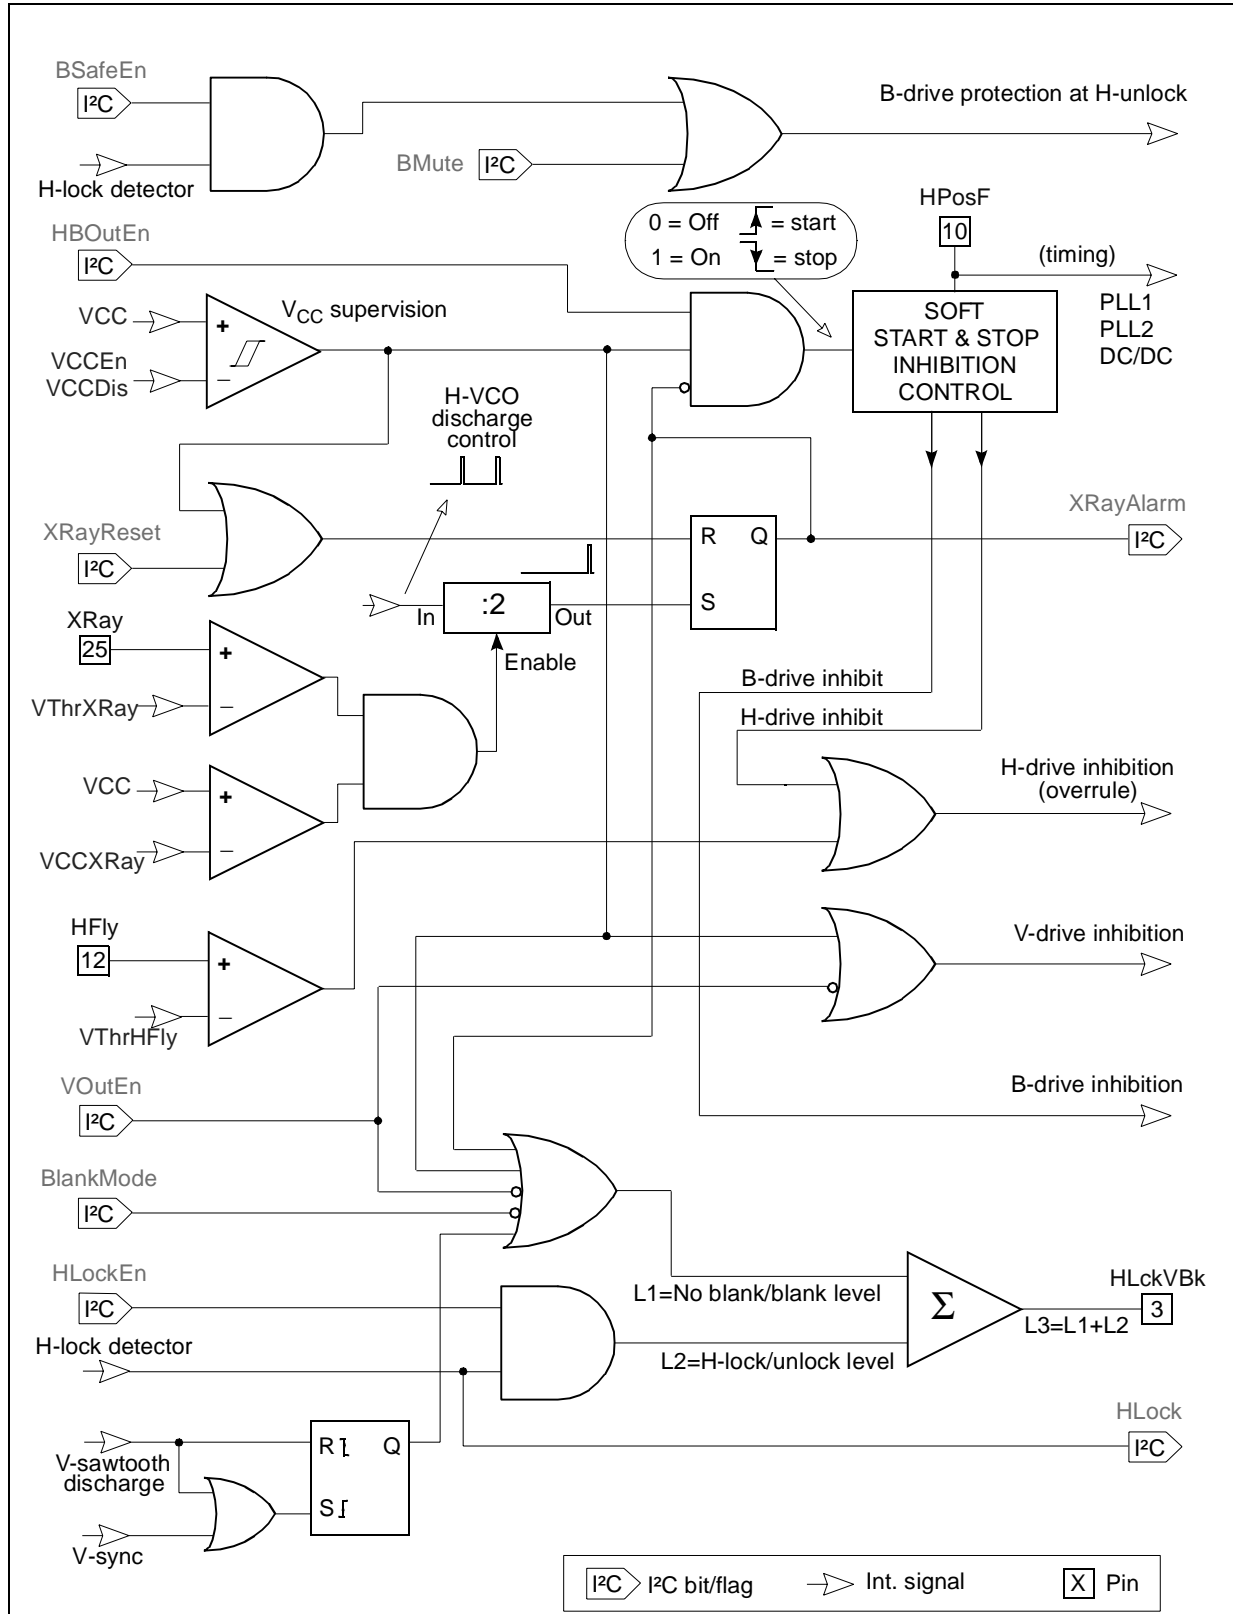 BSafeEn
I²C
H-lock detector
BMute
I²C
B-drive protection at H-unlock
HBOutEn
I²C
0 = Off = start
1 = On = stop
HPosF
10
(timing)
PLL1
PLL2
DC/DC
VCC
VCCEn
VCCDis
+
–
VCC supervision
SOFT
START & STOP
INHIBITION
CONTROL
H-VCO
discharge
control
XRayReset
I²C
R Q
S
XRayAlarm
I²C
In
:2
Out
Enable
XRay
25
+
VThrXRay
–
B-drive inhibit
H-drive inhibit
VCC
+
VCCXRay
–
H-drive inhibition
(overrule)
HFly
12
+
VThrHFly
–
V-drive inhibition
VOutEn
I²C
B-drive inhibition
BlankMode
I²C
HLockEn
I²C
L1=No blank/blank level
Σ
HLckVBk
3
L3=L1+L2
H-lock detector
L2=H-lock/unlock level
HLock
I²C
V-sawtooth
discharge
R Q
S
V-sync
I²C I²C bit/flag Int. signal X Pin